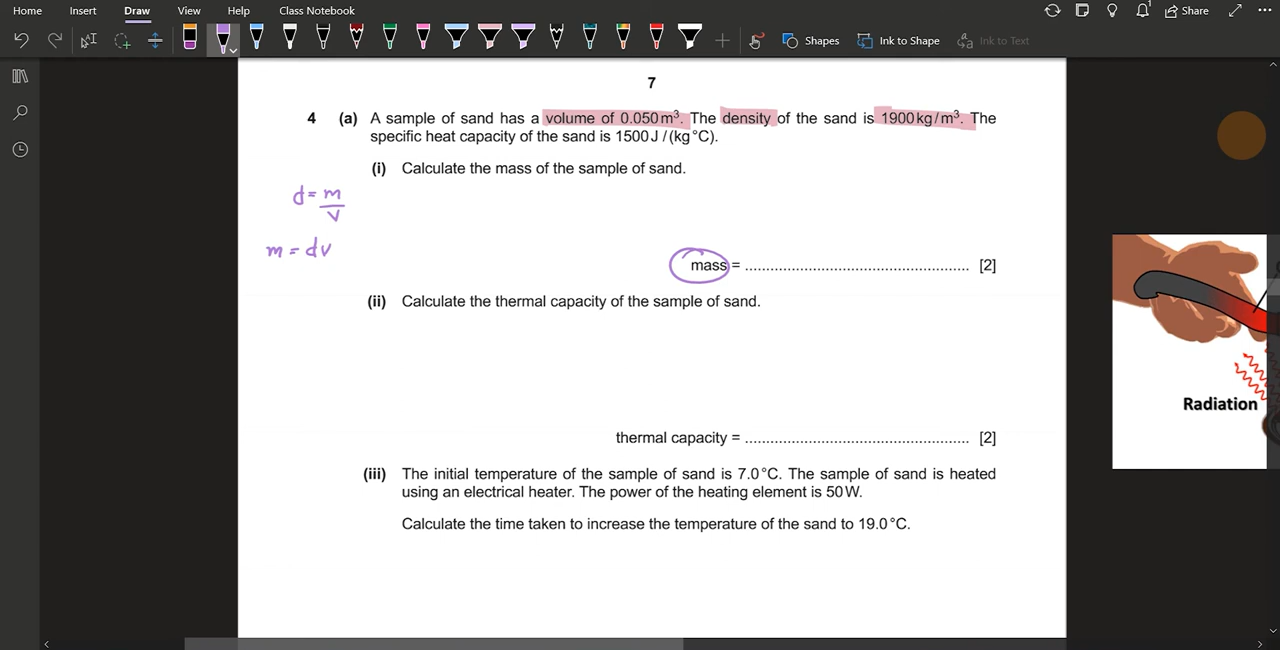 Home Insert Draw View Help Class Notebook Share
Shapes Ink to Shape Ink to Text
7
4 (a) A sample of sand has a volume of 0.050 m³. The density of the sand is 1900 kg/m³. The
specific heat capacity of the sand is 1500 J/(kg °C).
(i) Calculate the mass of the sample of sand.
d = m
v
m = dv
mass = ...................................................... [2]
(ii) Calculate the thermal capacity of the sample of sand.
Radiation
thermal capacity = ...................................................... [2]
(iii) The initial temperature of the sample of sand is 7.0 °C. The sample of sand is heated
using an electrical heater. The power of the heating element is 50 W.
Calculate the time taken to increase the temperature of the sand to 19.0 °C.